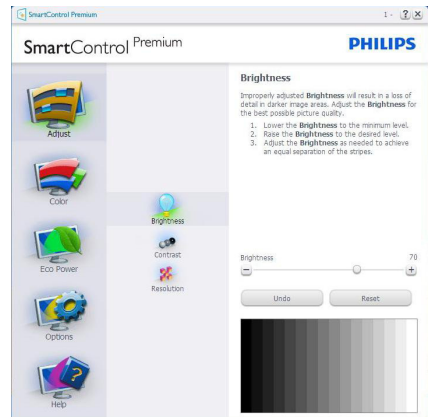 SmartControl Premium
1 -
SmartControl Premium
PHILIPS
Adjust
Color
Eco Power
Options
Help
Brightness
Contrast
Resolution
Brightness
Improperly adjusted Brightness will result in a loss of
detail in darker image areas. Adjust the Brightness for
the best possible picture quality.
1. Lower the Brightness to the minimum level.
2. Raise the Brightness to the desired level.
3. Adjust the Brightness as needed to achieve
an equal separation of the stripes.
Brightness 70
Undo Reset